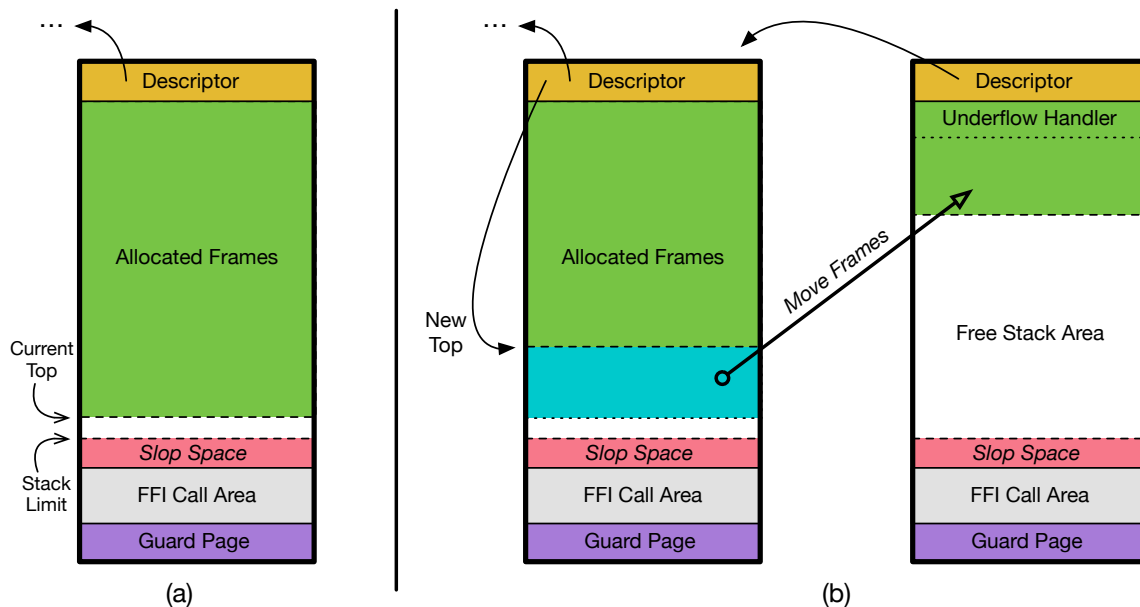 ...
Descriptor
Allocated Frames
Current
Top
Stack
Limit
Slop Space
FFI Call Area
Guard Page
(a)
...
Descriptor
Allocated Frames
New
Top
Slop Space
FFI Call Area
Guard Page
Move Frames
Descriptor
Underflow Handler
Free Stack Area
Slop Space
FFI Call Area
Guard Page
(b)